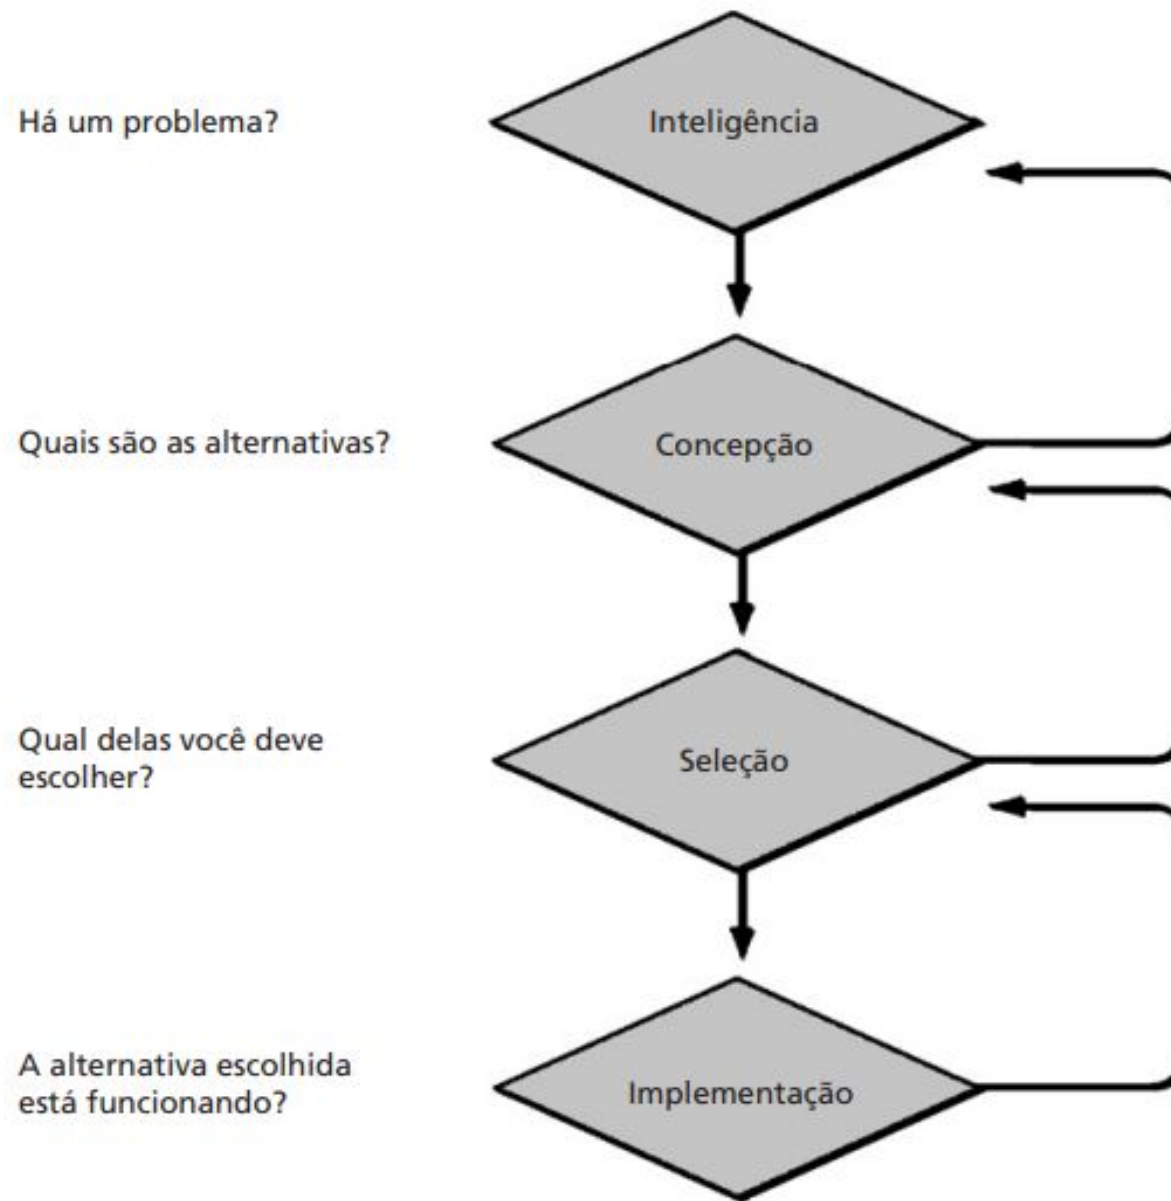 Há um problema?
Inteligência
Quais são as alternativas?
Concepção
Qual delas você deve
escolher?
Seleção
A alternativa escolhida
está funcionando?
Implementação